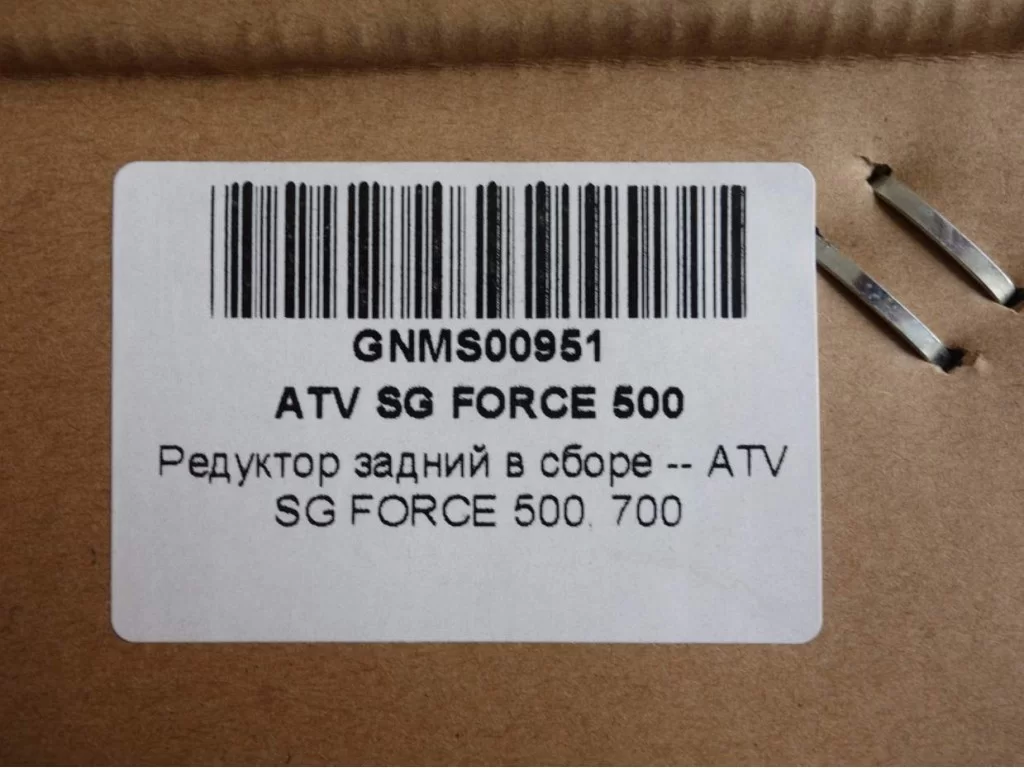 GNMS00951
ATV SG FORCE 500
Редуктор задний в сборе -- ATV
SG FORCE 500, 700